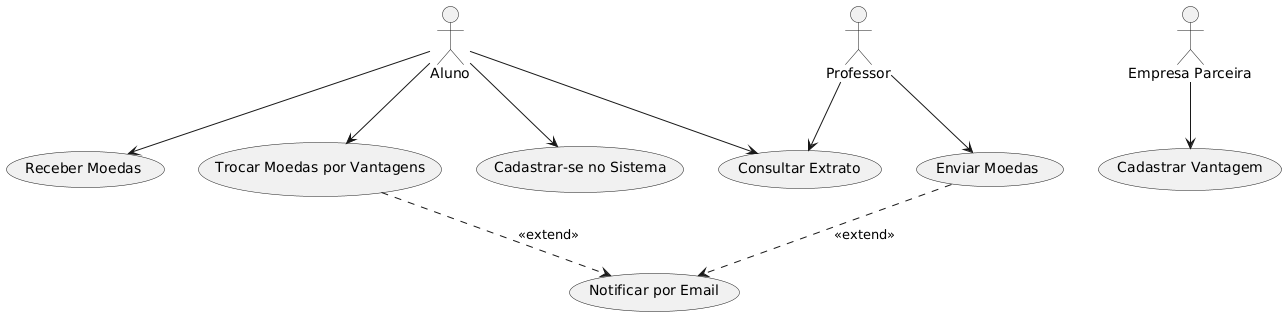 Aluno
Professor
Empresa Parceira
Receber Moedas
Trocar Moedas por Vantagens
Cadastrar-se no Sistema
Consultar Extrato
Enviar Moedas
Cadastrar Vantagem
«extend»
«extend»
Notificar por Email